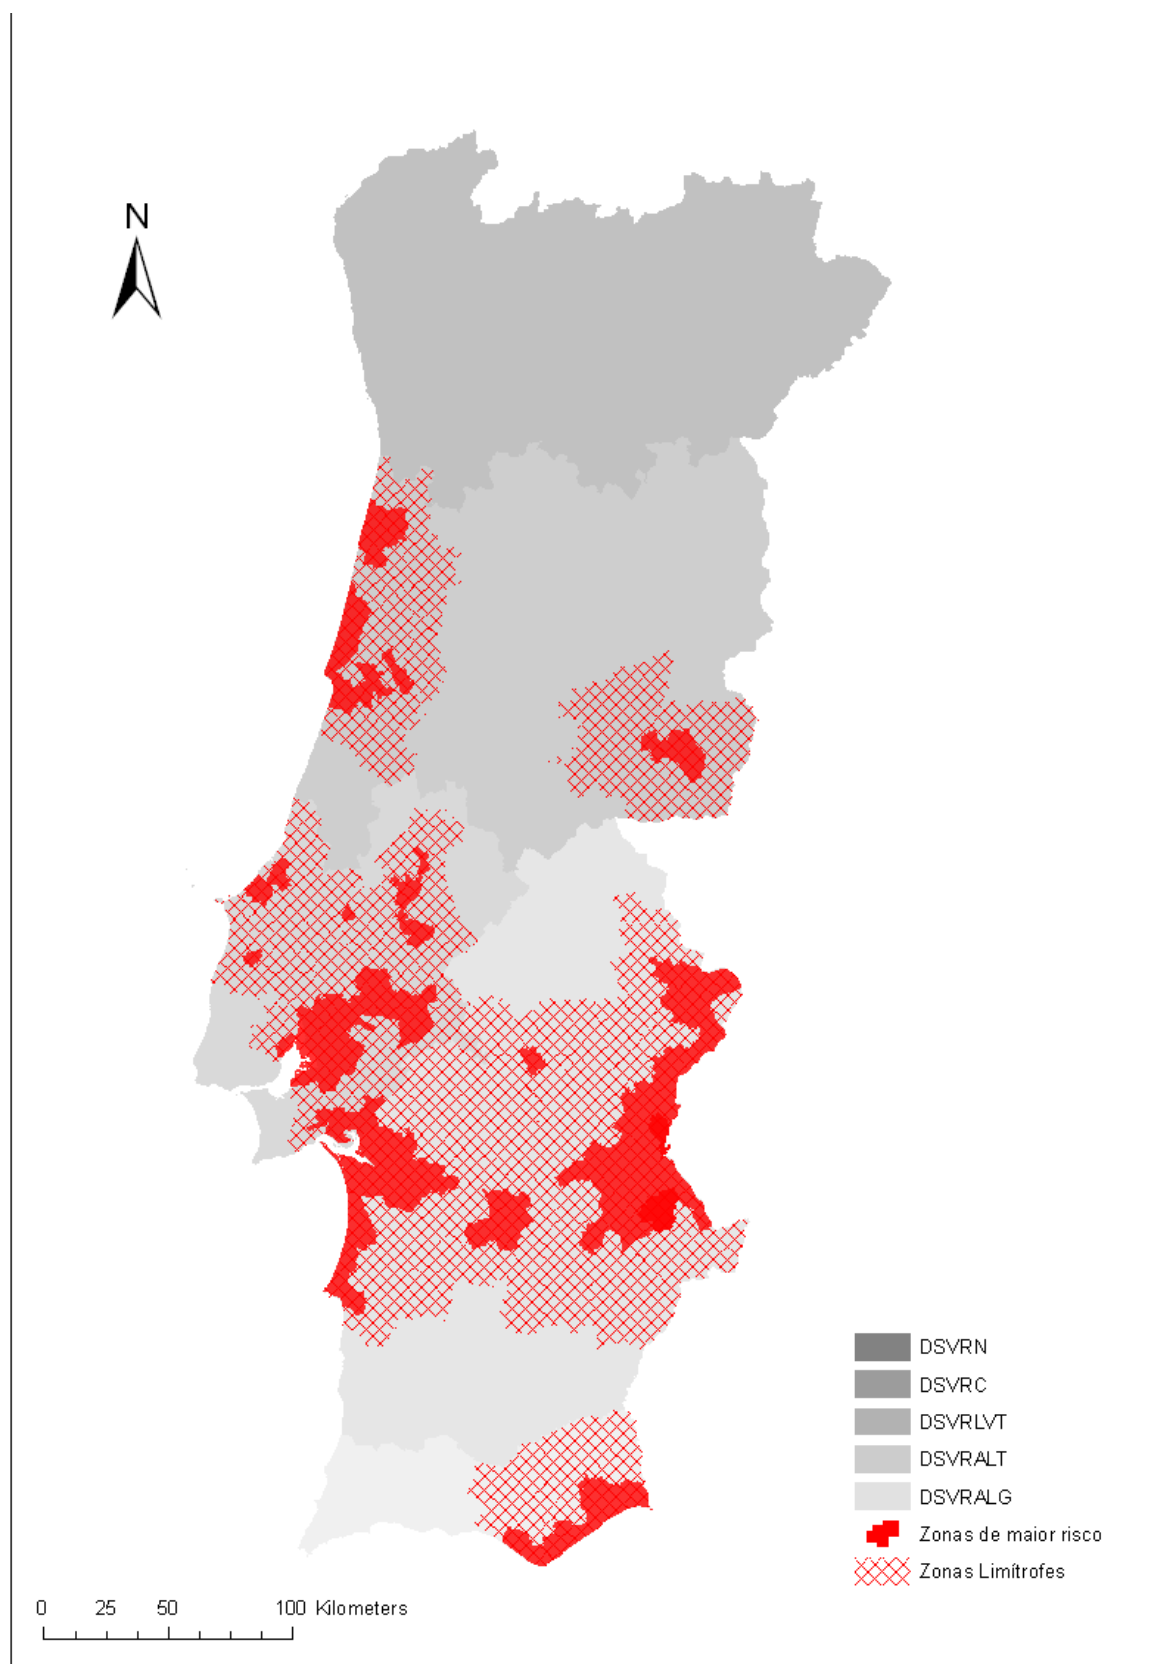 N
DSVRN
DSVRC
DSVRLVT
DSVRALT
DSVRALG
Zonas de maior risco
Zonas Limítrofes
0 25 50 100 Kilometers